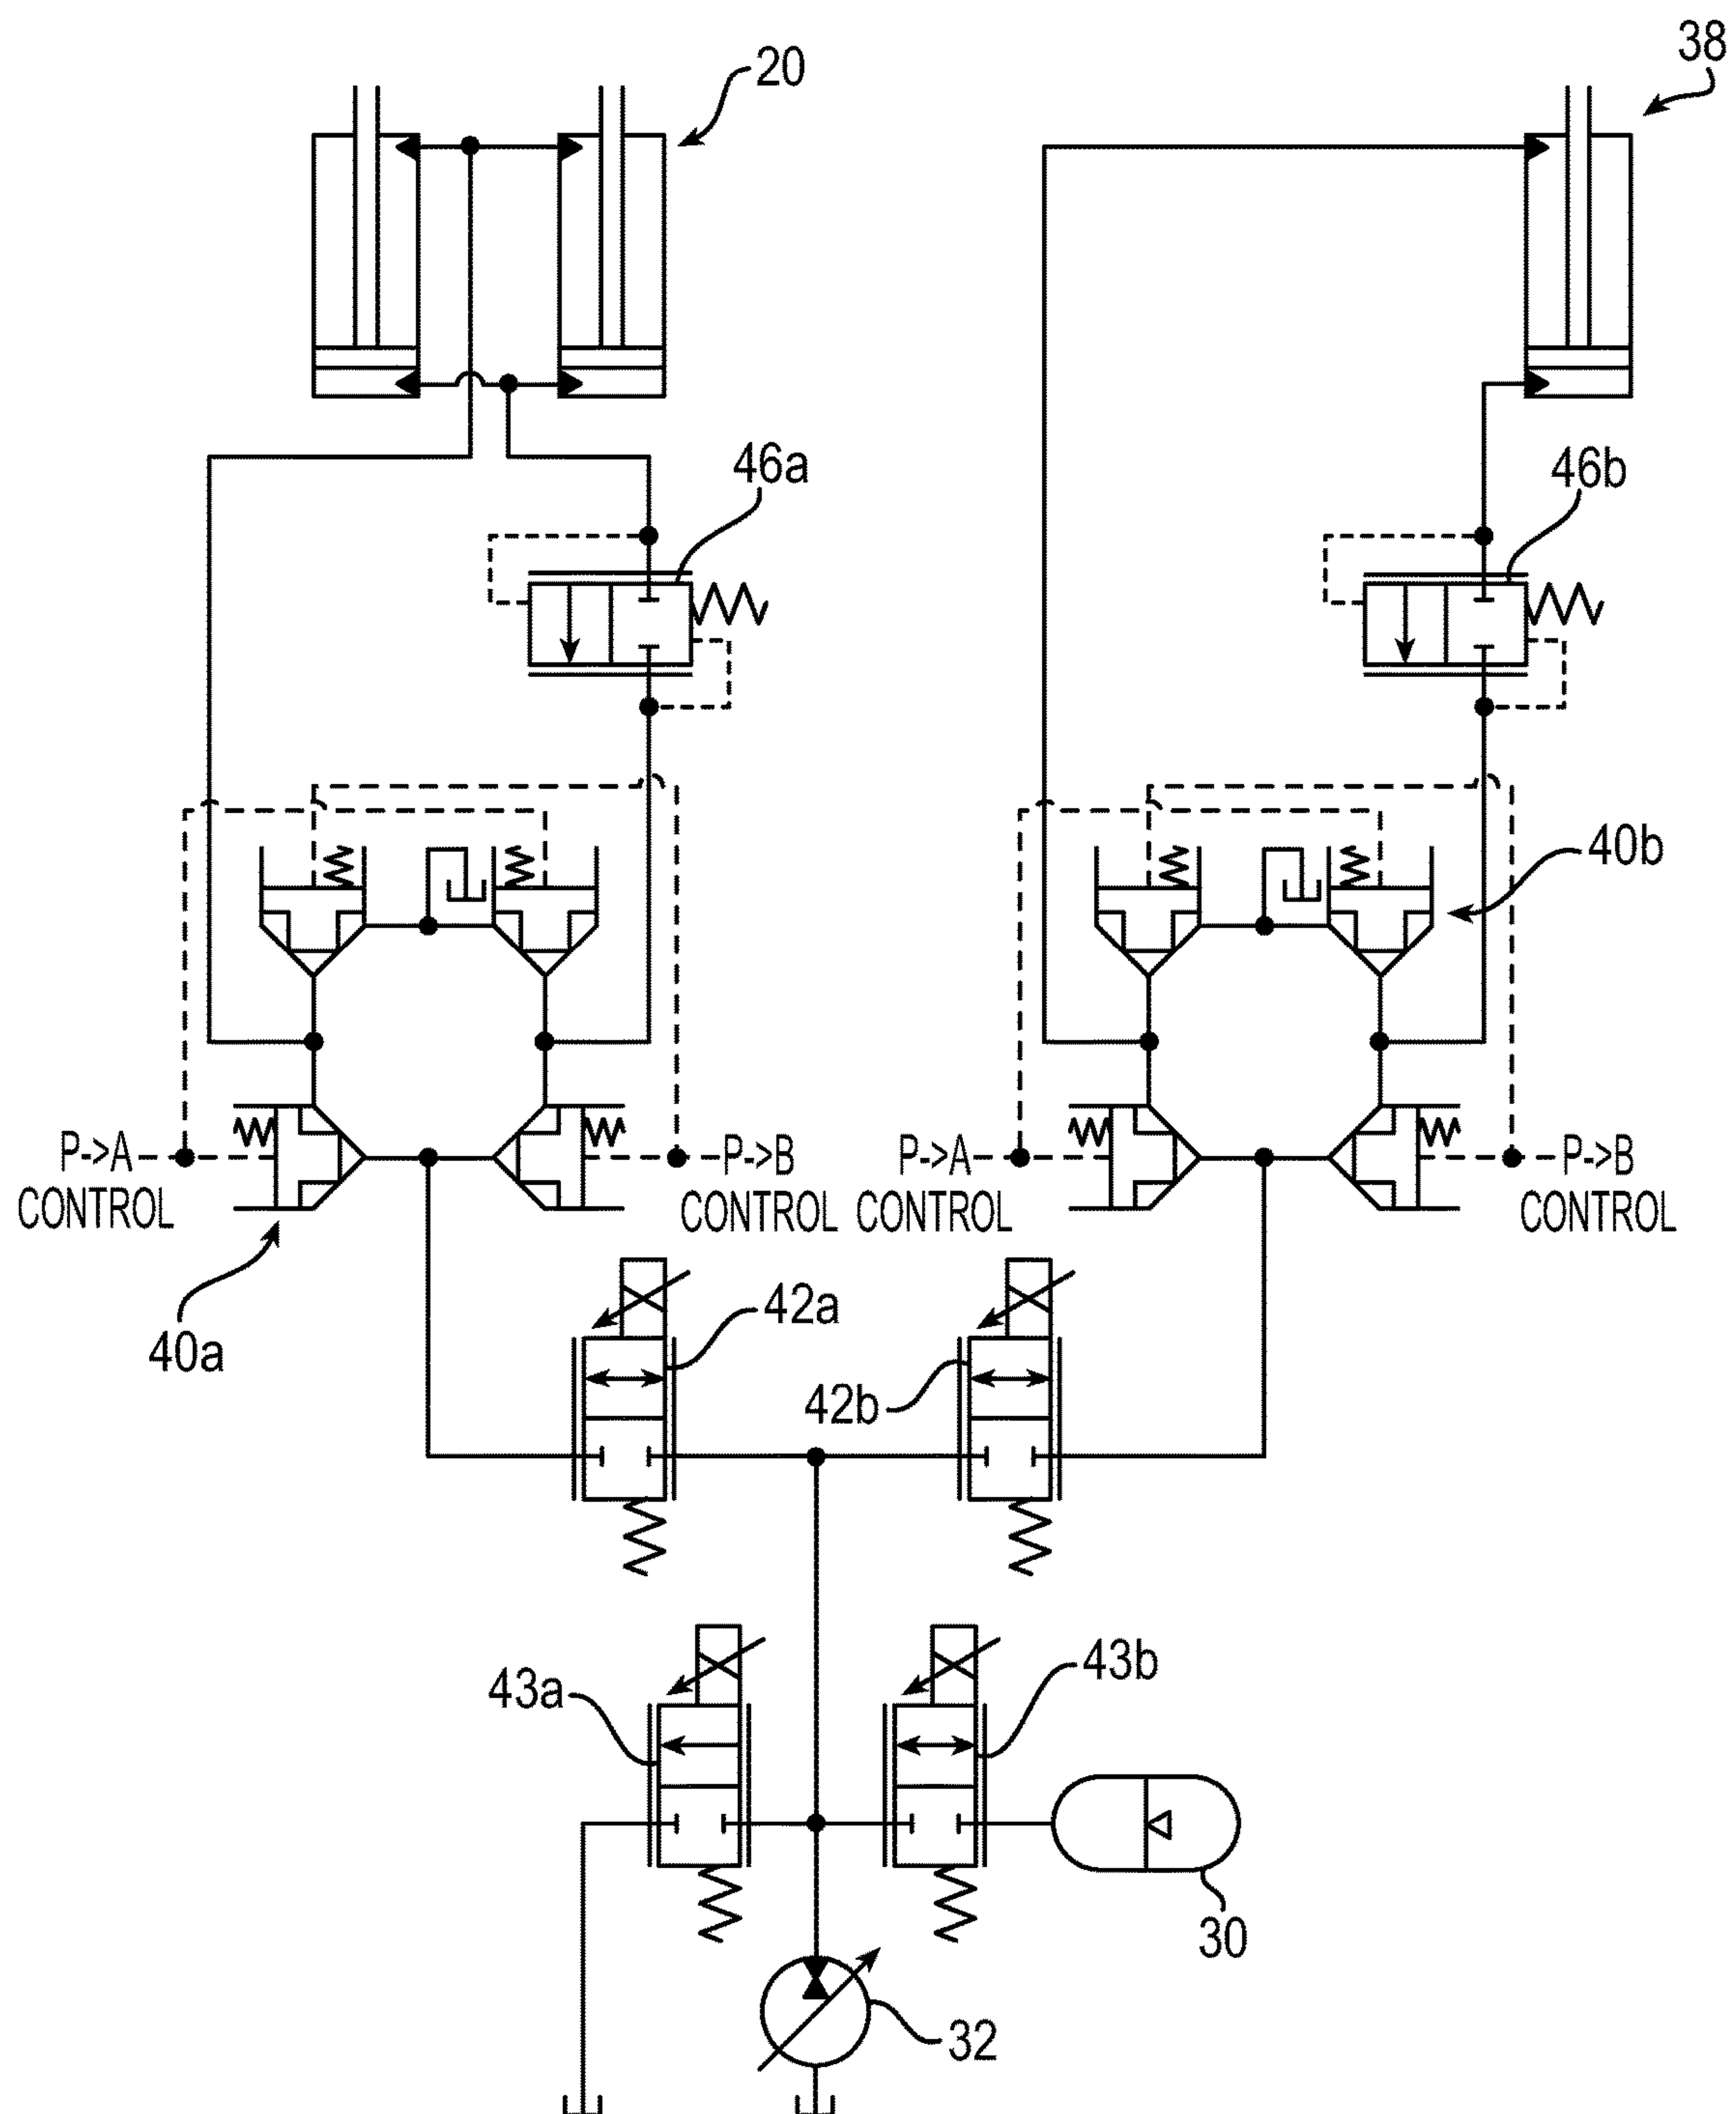 20
38
46a
46b
40b
P->A
CONTROL
P->B
CONTROL
P->A
CONTROL
P->B
CONTROL
40a
42a
42b
43a
43b
30
32